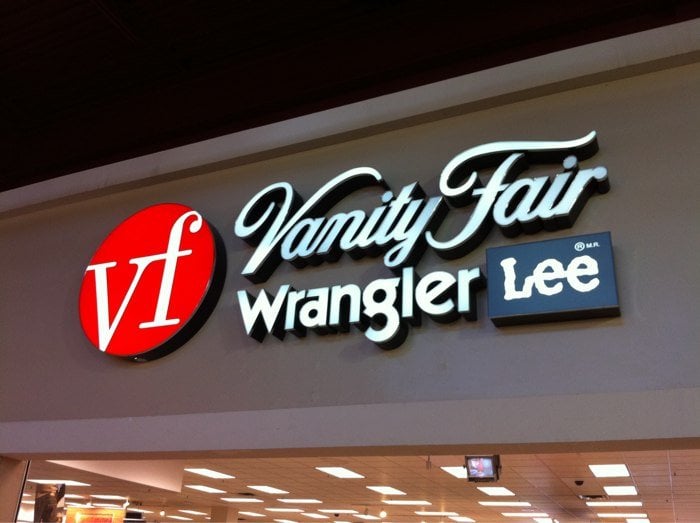 vf
Vanity Fair
Wrangler
Lee
® M.R.